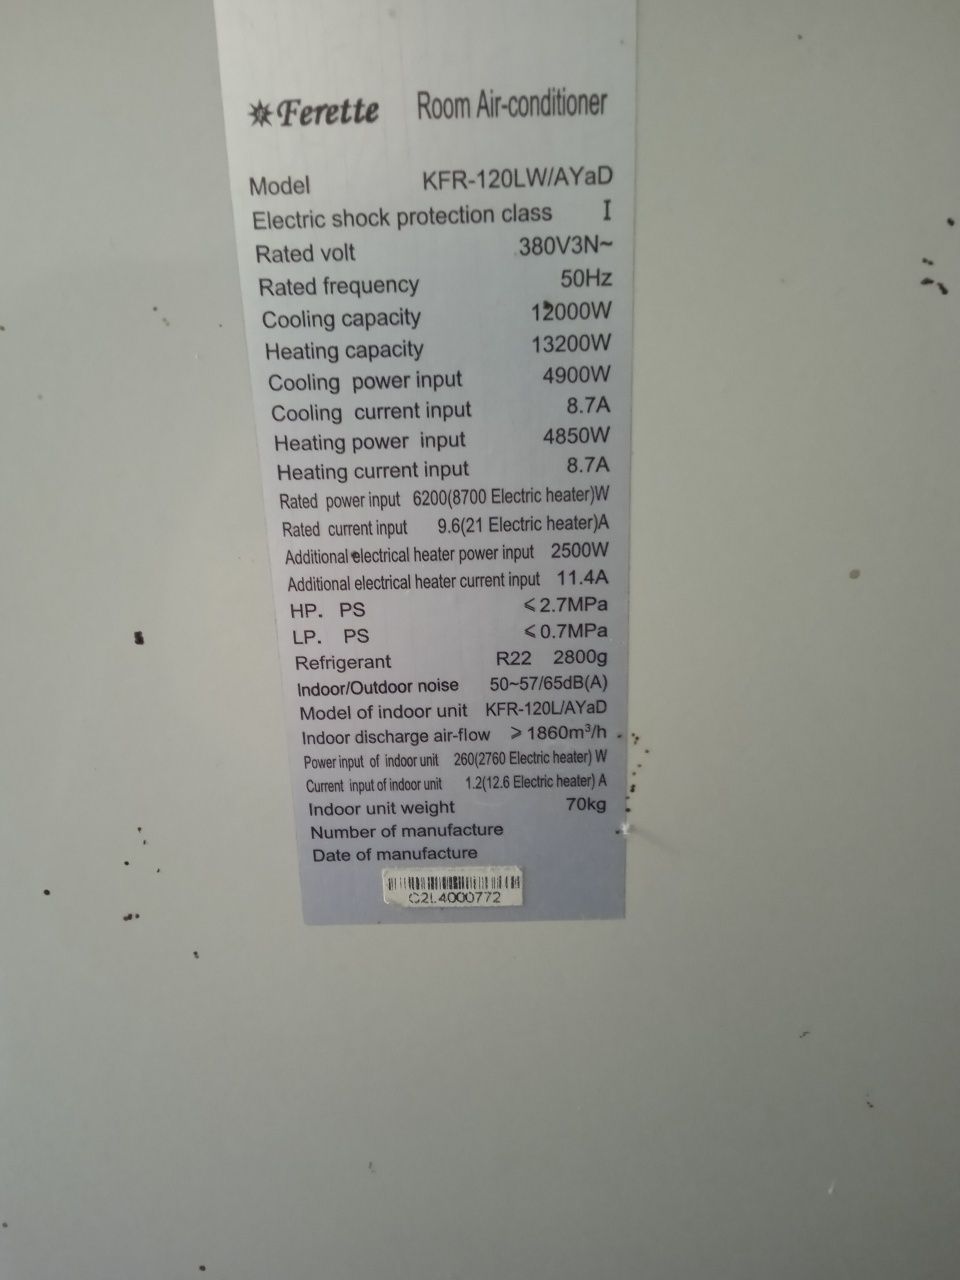 Ferette Room Air-conditioner
Model KFR-120LW/AYaD
Electric shock protection class I
Rated volt 380V3N~
Rated frequency 50Hz
Cooling capacity 12000W
Heating capacity 13200W
Cooling power input 4900W
Cooling current input 8.7A
Heating power input 4850W
Heating current input 8.7A
Rated power input 6200(8700 Electric heater)W
Rated current input 9.6(21 Electric heater)A
Additional electrical heater power input 2500W
Additional electrical heater current input 11.4A
HP. PS ⩽2.7MPa
LP. PS ⩽0.7MPa
Refrigerant R22 2800g
Indoor/Outdoor noise 50~57/65dB(A)
Model of indoor unit KFR-120L/AYaD
Indoor discharge air-flow ⩾1860m³/h
Power input of indoor unit 260(2760 Electric heater) W
Current input of indoor unit 1.2(12.6 Electric heater) A
Indoor unit weight 70kg
Number of manufacture
Date of manufacture
C2L4000772